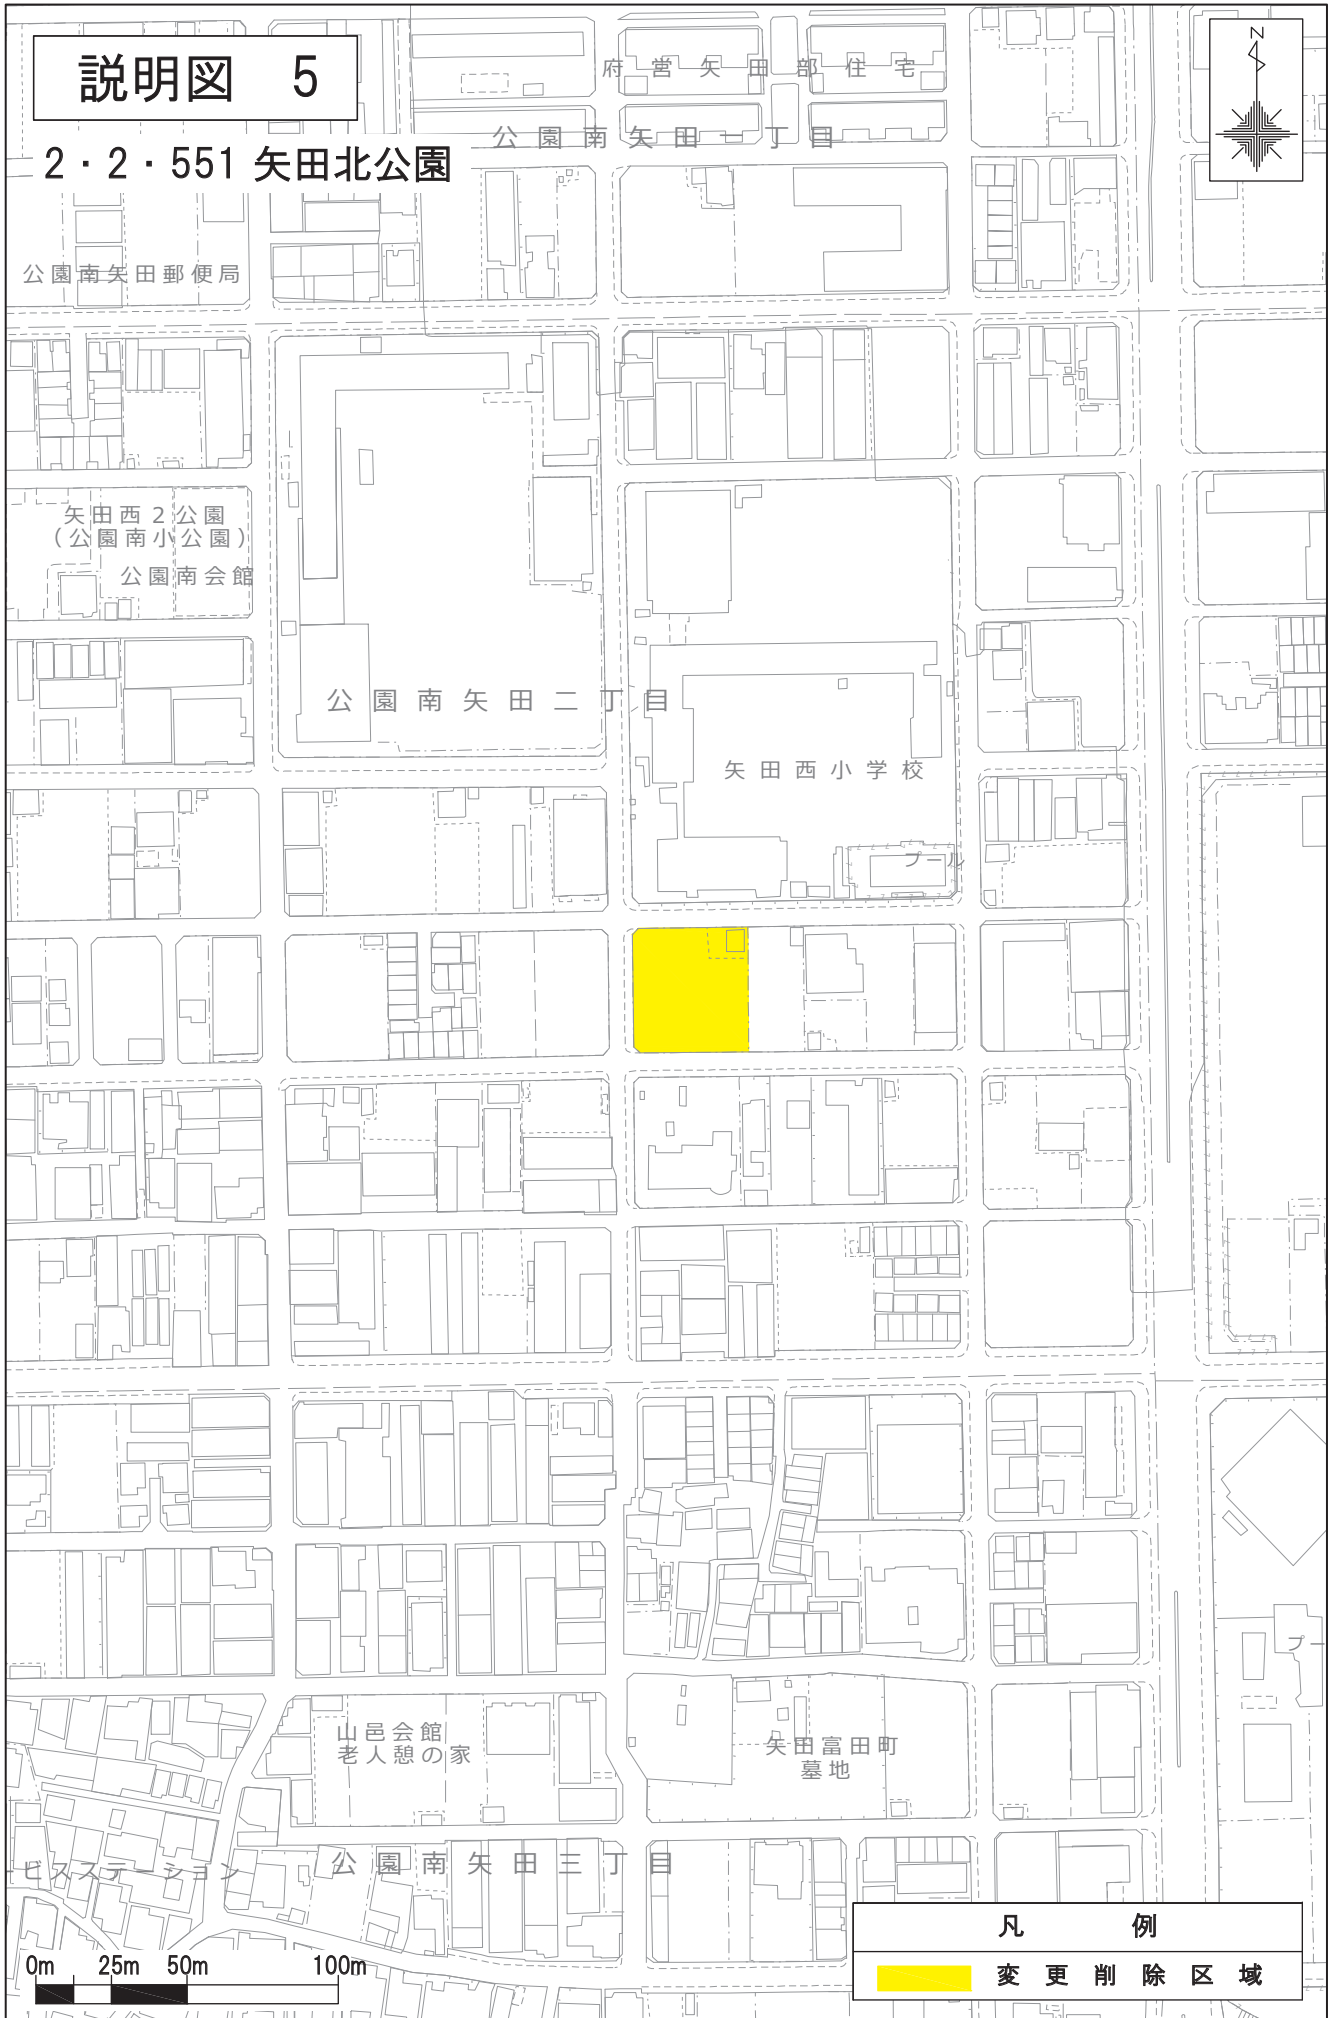 説明図 5
2・2・551 矢田北公園
N
府営矢田部住宅
公園南矢田一丁目
公園南矢田郵便局
矢田西2公園
(公園南小公園)
公園南会館
公園南矢田二丁目
矢田西小学校
プール
プー
山邑会館
老人憩の家
矢田富田町
墓地
ービスステーション
公園南矢田三丁目
凡例
変更削除区域
0m 25m 50m 100m